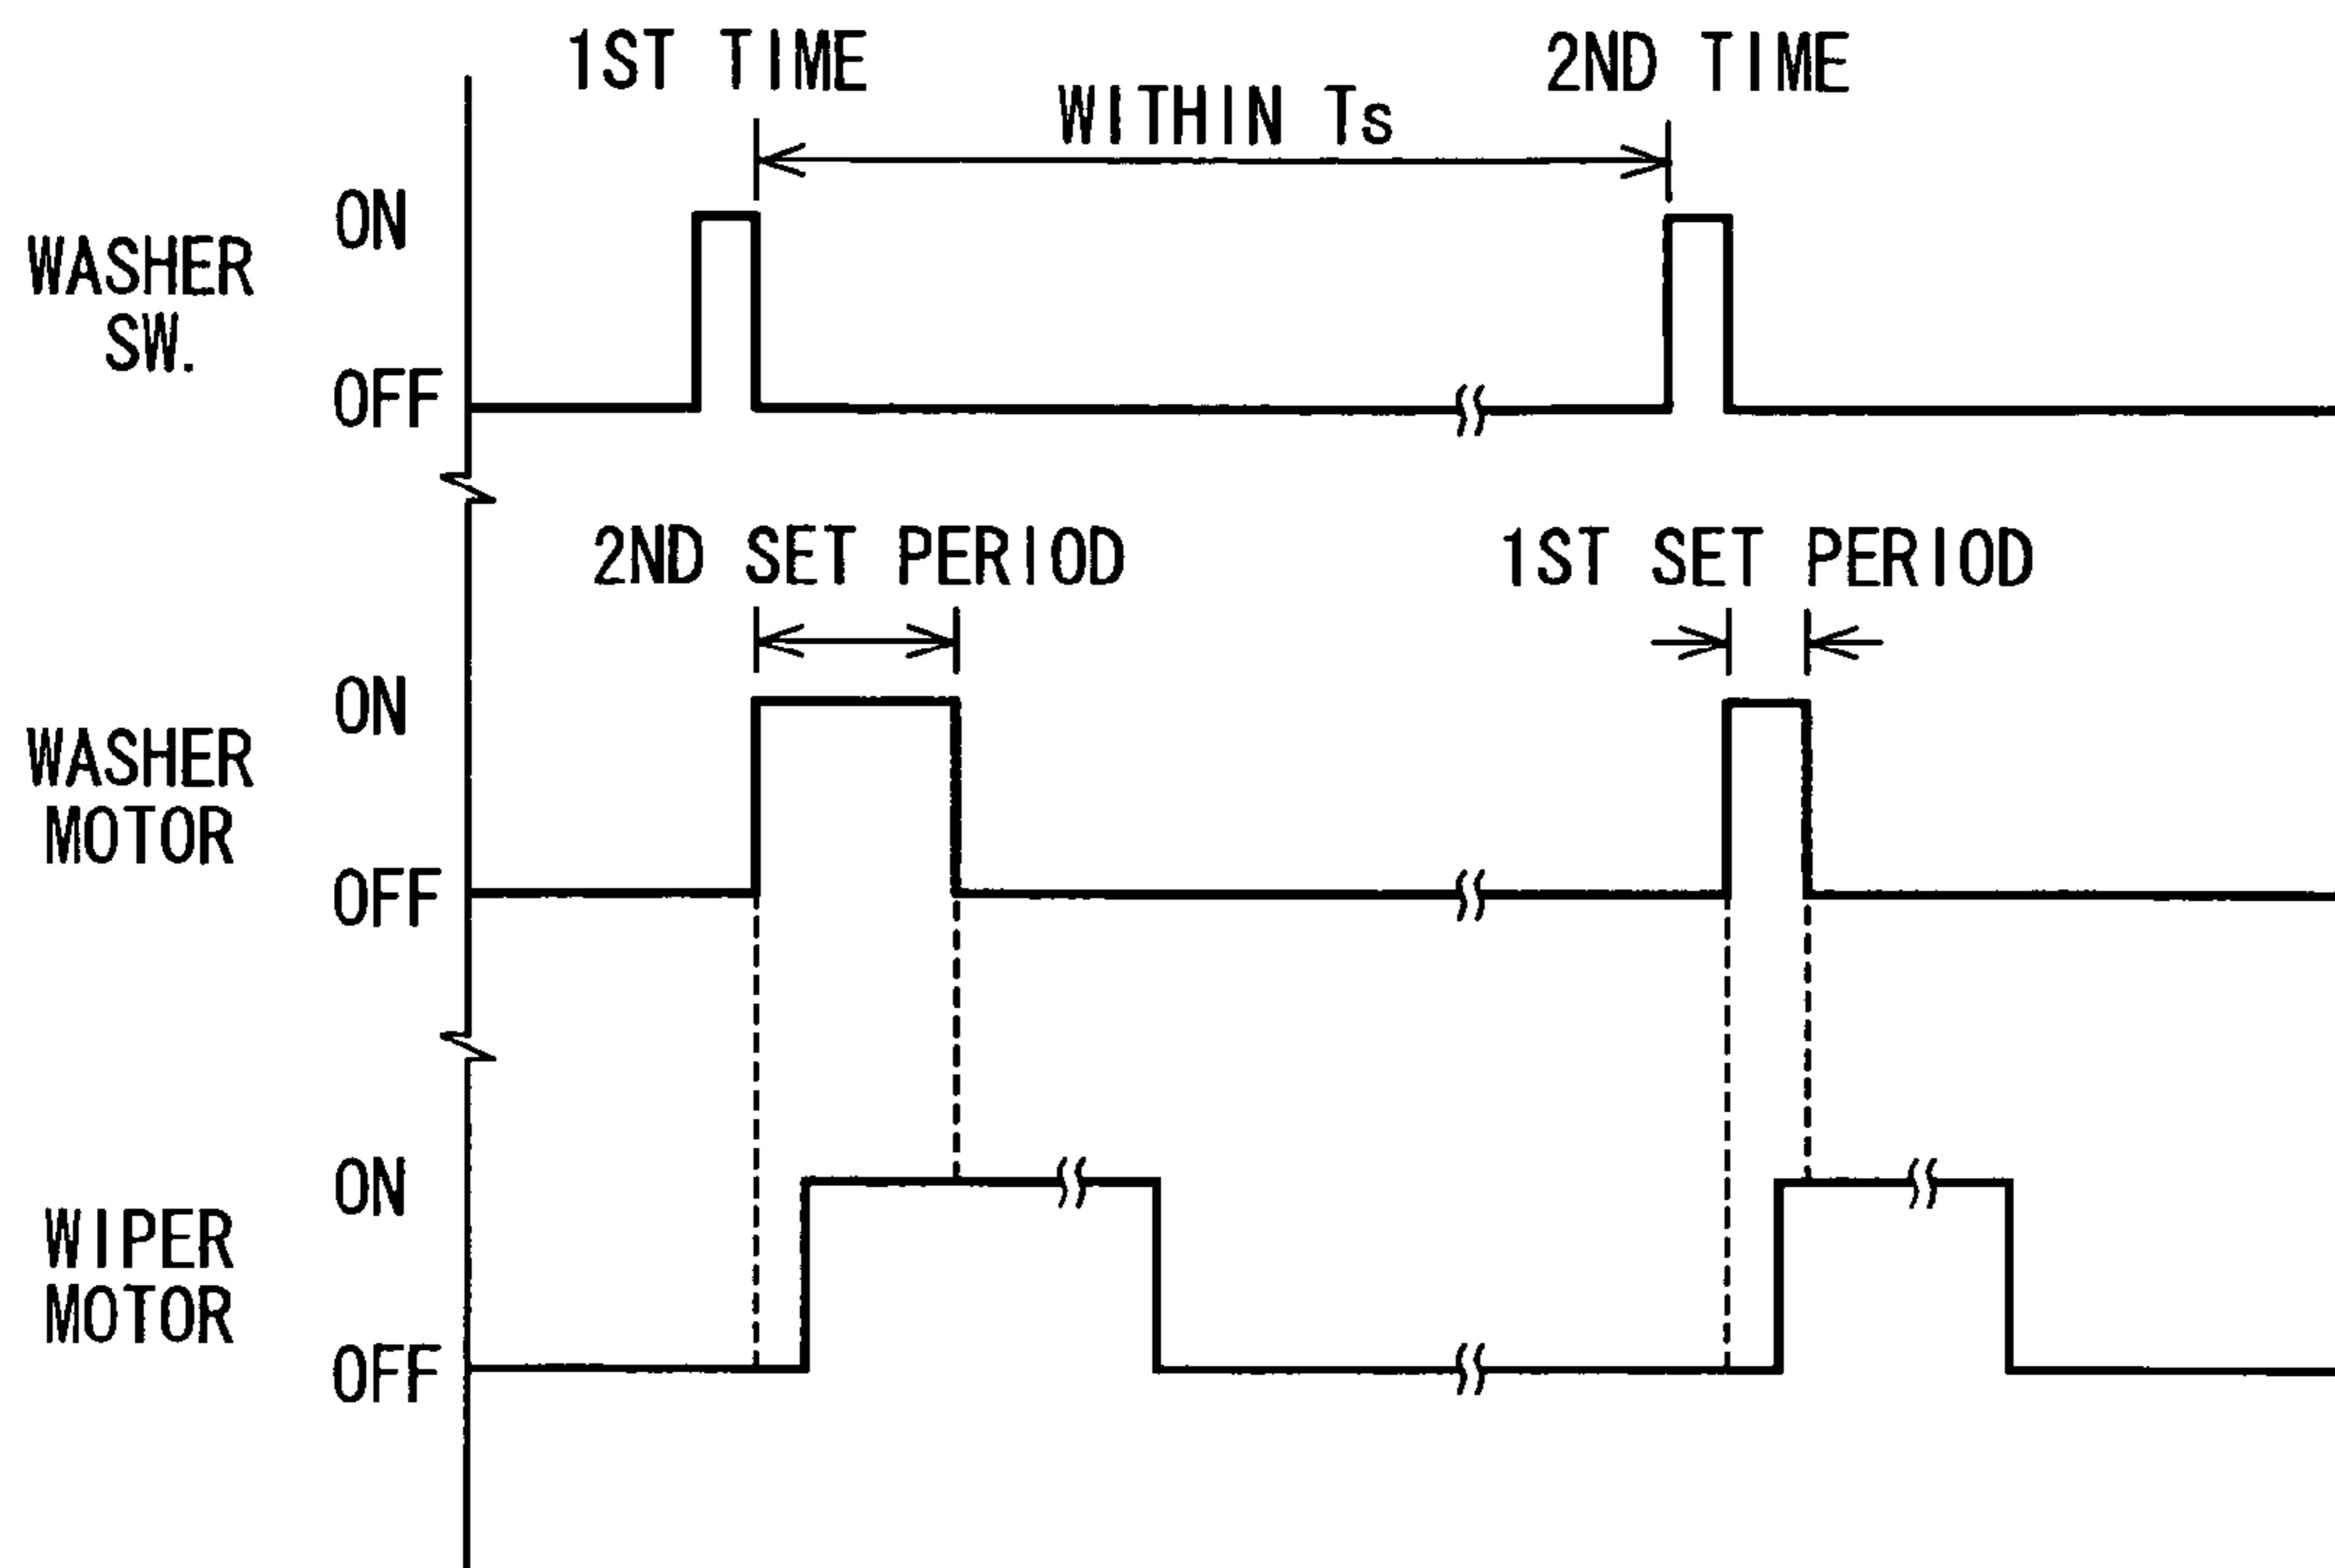 1ST TIME
2ND TIME
WITHIN Ts
ON
WASHER
SW.
OFF
2ND SET PERIOD
1ST SET PERIOD
ON
WASHER
MOTOR
OFF
ON
WIPER
MOTOR
OFF